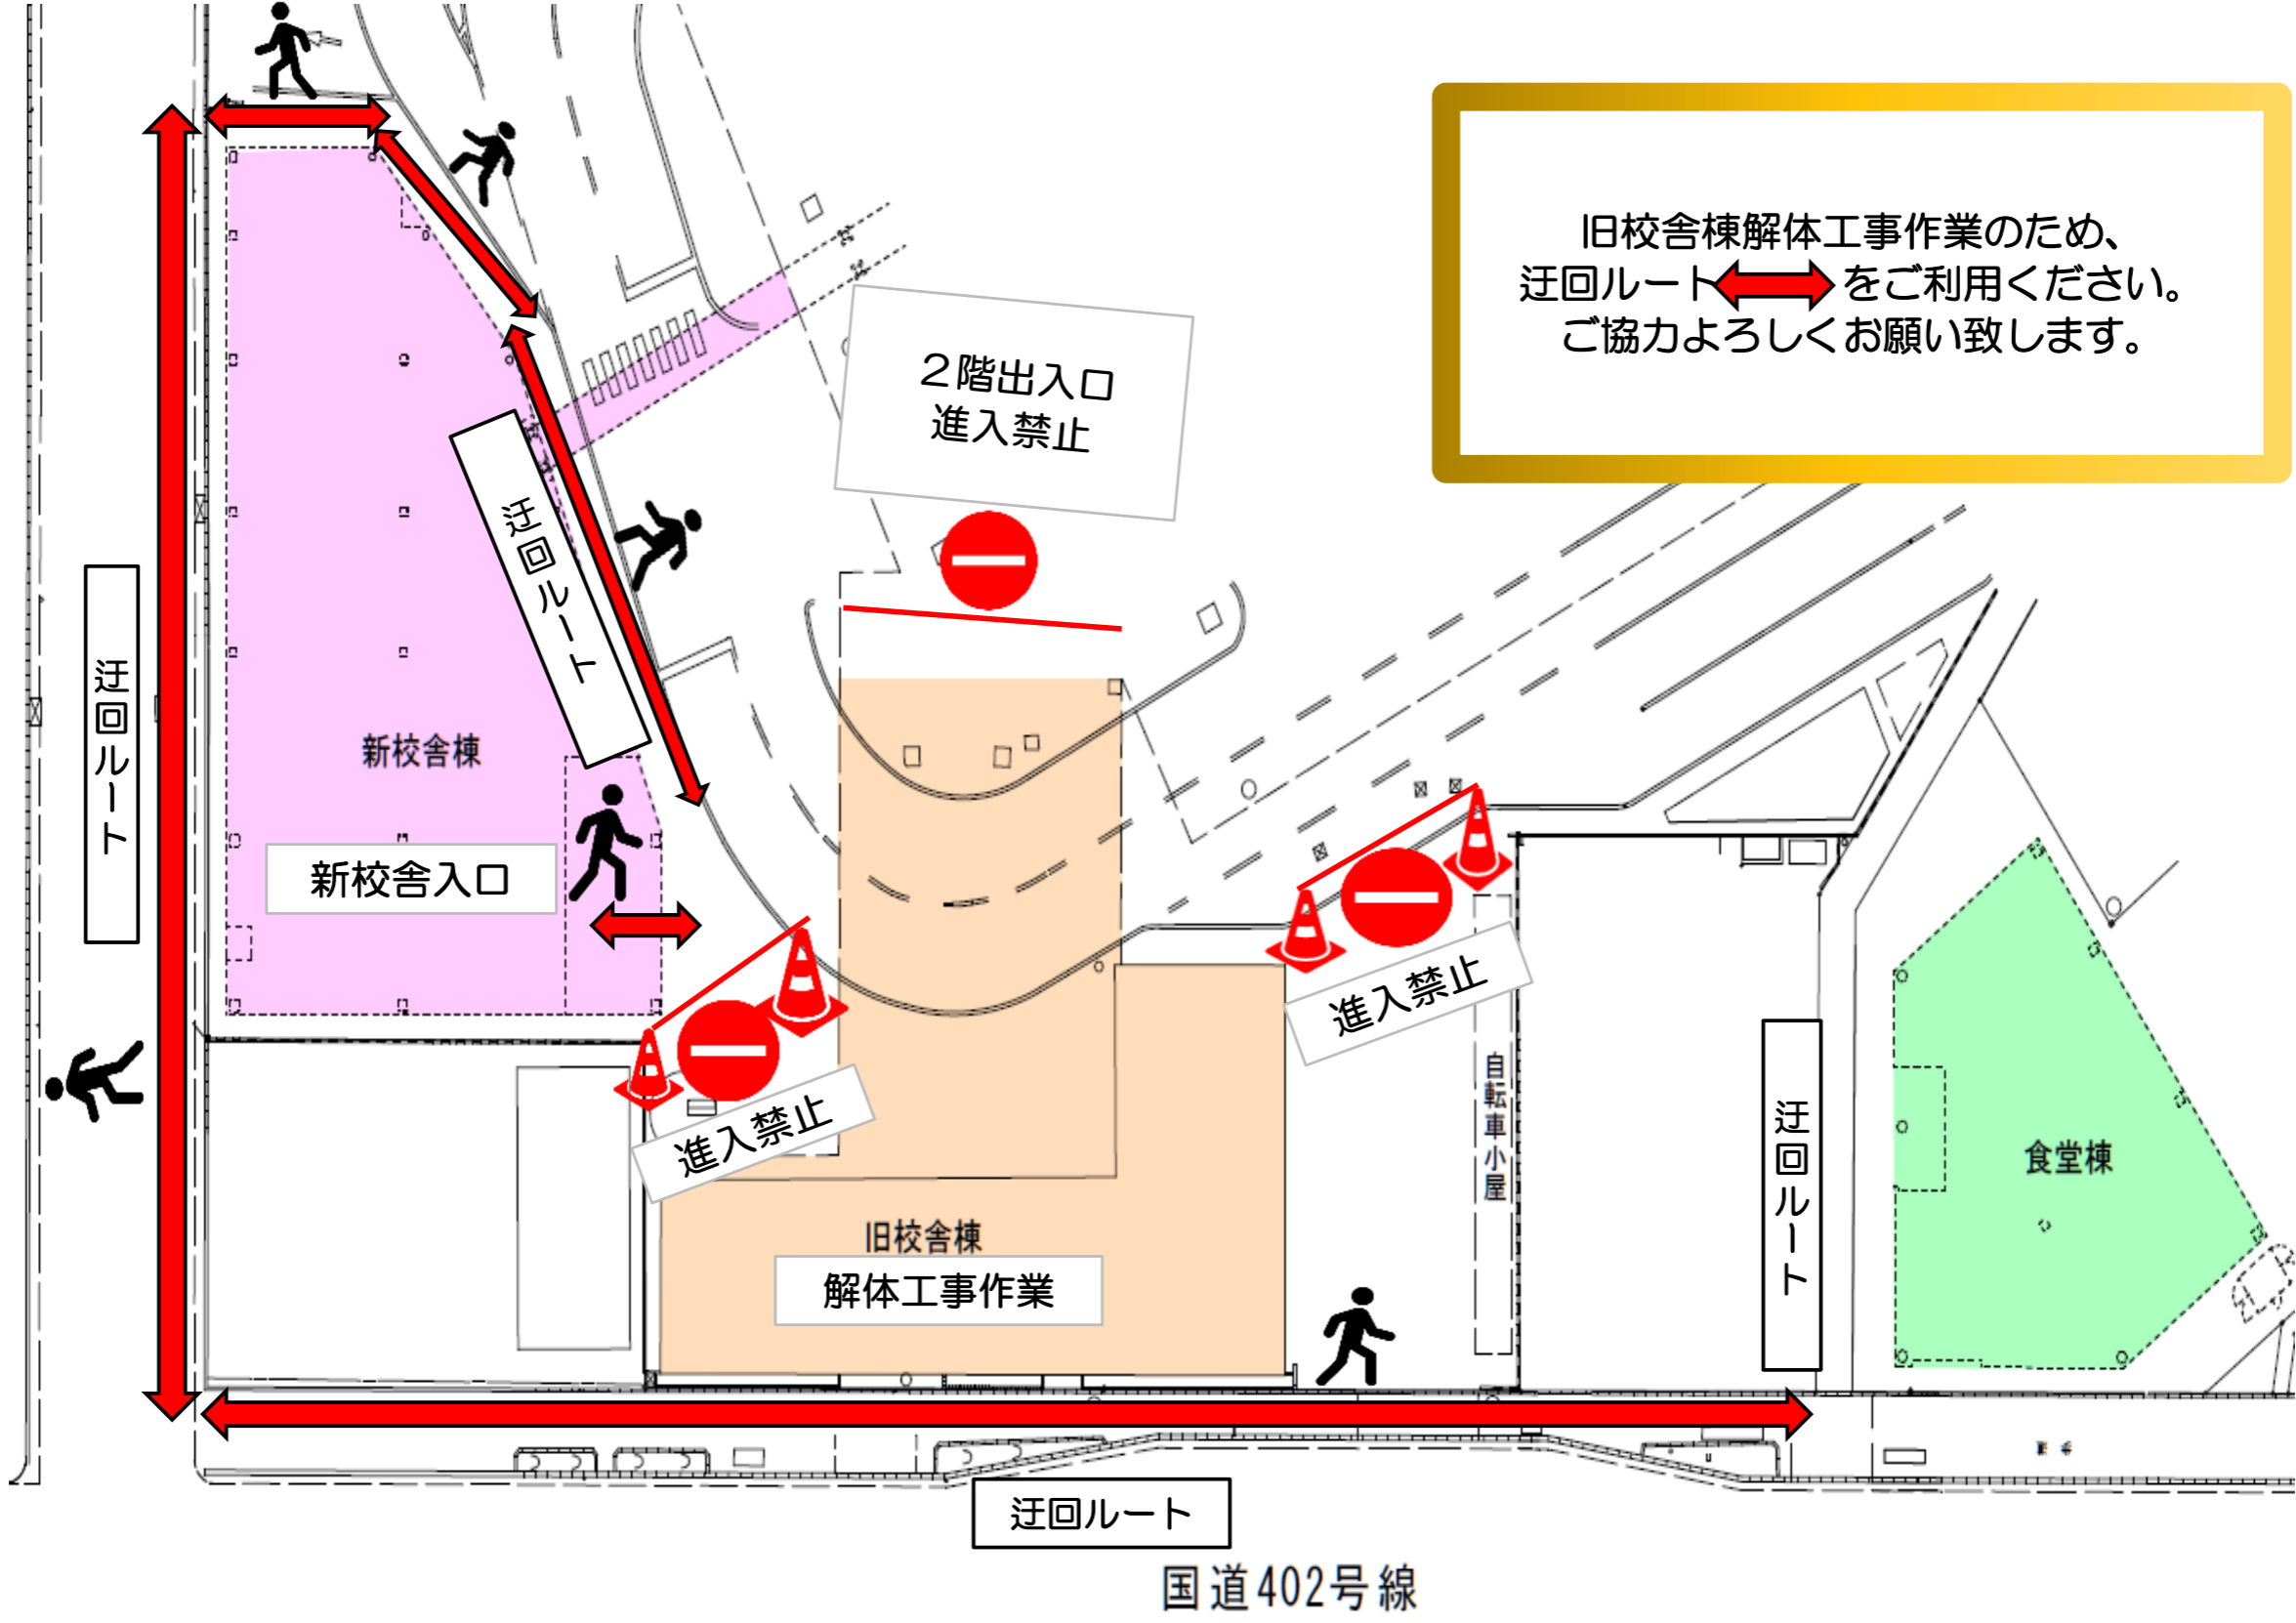 旧校舎棟解体工事作業のため、
迂回ルート をご利用ください。
ご協力よろしくお願い致します。
２階出入口
進入禁止
迂回ルート
迂回ルート
新校舎棟
新校舎入口
進入禁止
進入禁止
自転車小屋
迂回ルート
食堂棟
旧校舎棟
解体工事作業
迂回ルート
国道402号線